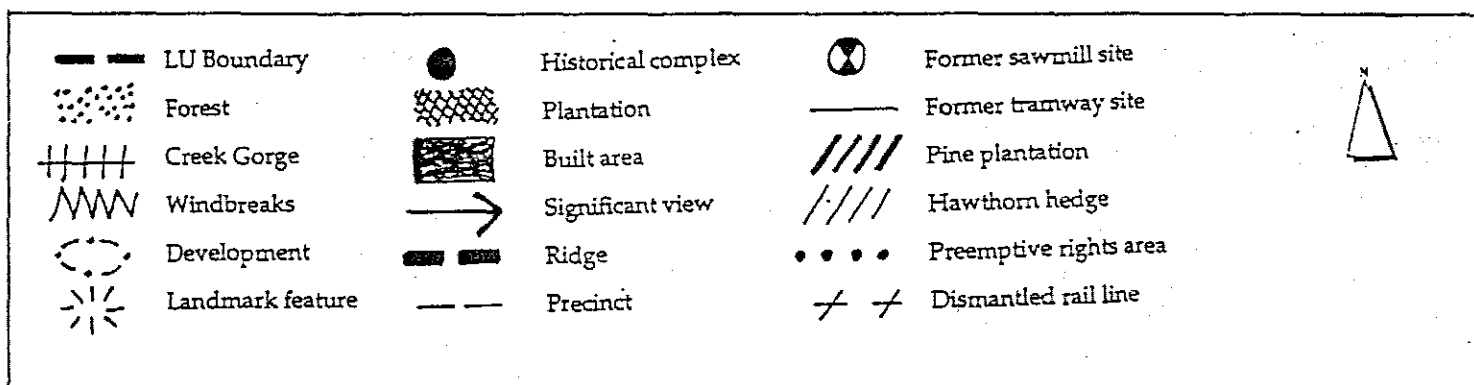 LU Boundary
Forest
Creek Gorge
Windbreaks
Development
Landmark feature
Historical complex
Plantation
Built area
Significant view
Ridge
Precinct
Former sawmill site
Former tramway site
Pine plantation
Hawthorn hedge
Preemptive rights area
Dismantled rail line
N